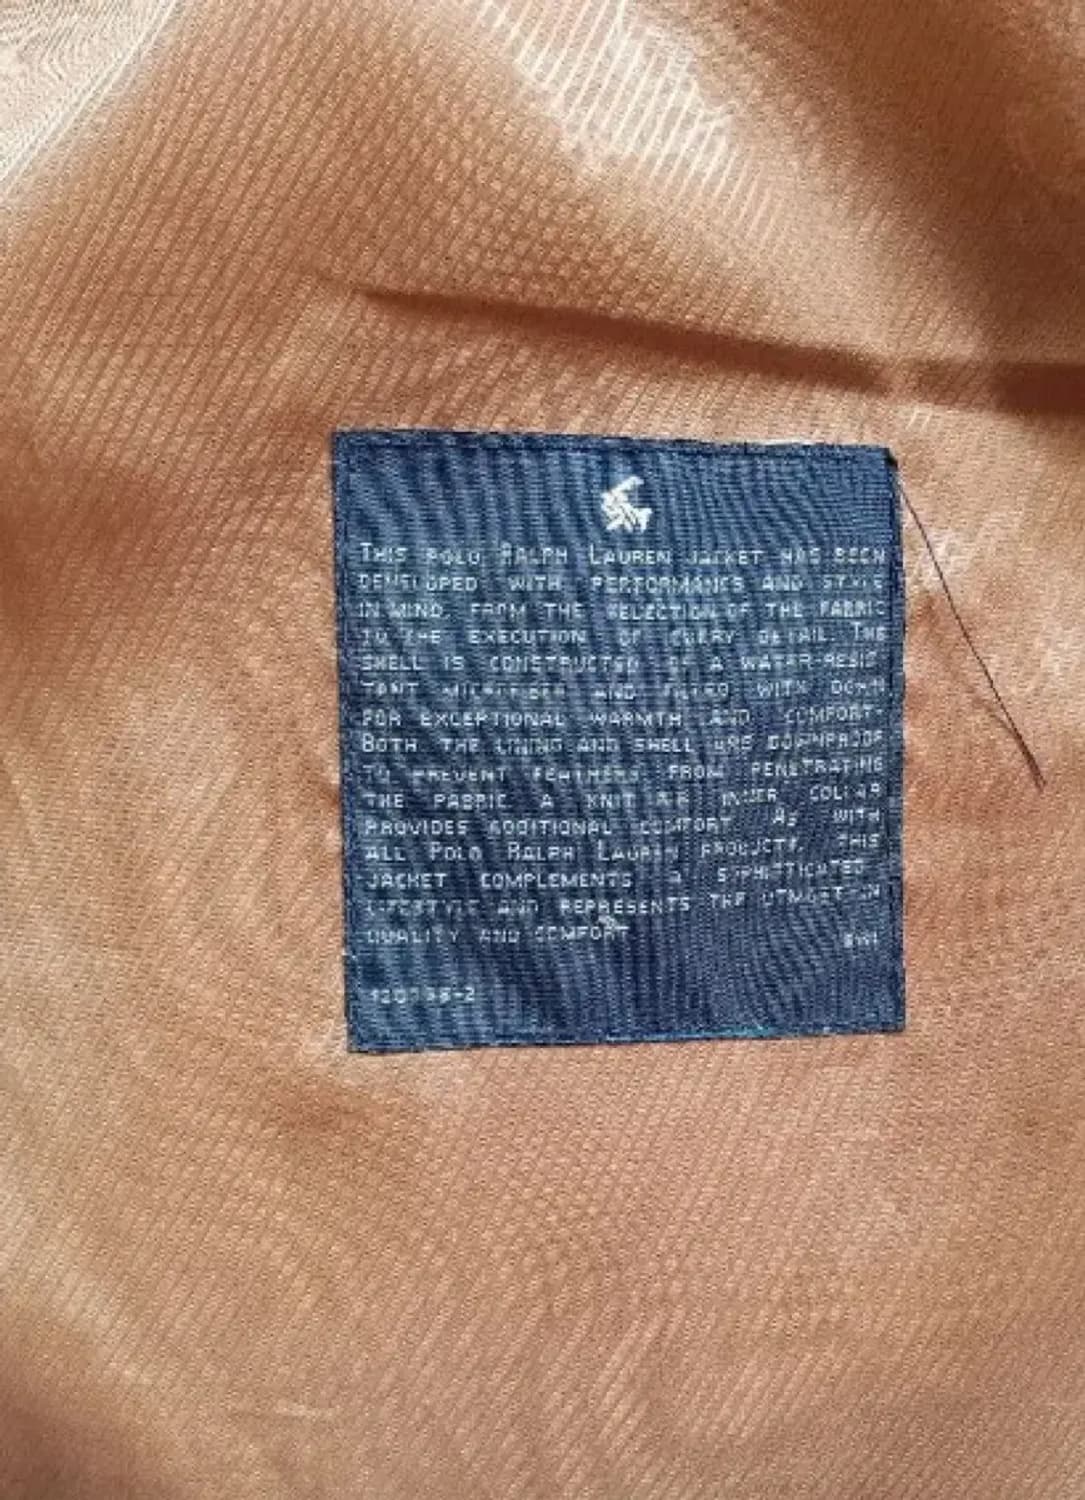 THIS POLO RALPH LAUREN JACKET HAS BEEN
DEVELOPED WITH PERFORMANCE AND STYLE
IN MIND, FROM THE SELECTION OF THE FABRIC
TO THE EXECUTION OF EVERY DETAIL. THE
SHELL IS CONSTRUCTED OF A WATER-RESIS-
TANT MICROFIBER AND FILLED WITH DOWN
FOR EXCEPTIONAL WARMTH AND COMFORT.
BOTH THE LINING AND SHELL ARE DOWNPROOF
TO PREVENT FEATHERS FROM PENETRATING
THE FABRIC. A KNIT RIB INNER COLLAR
PROVIDES ADDITIONAL COMFORT. AS WITH
ALL POLO RALPH LAUREN PRODUCTS, THIS
JACKET COMPLEMENTS A SOPHISTICATED
LIFESTYLE AND REPRESENTS THE UTMOST IN
QUALITY AND COMFORT